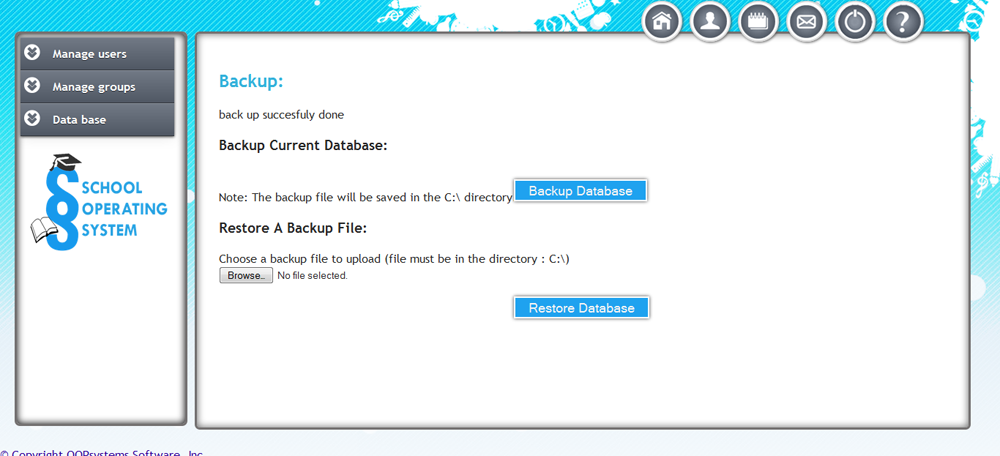 Manage users
Manage groups
Data base
SCHOOL
OPERATING
SYSTEM
Backup:
back up succesfuly done
Backup Current Database:
Note: The backup file will be saved in the C:\ directory Backup Database
Restore A Backup File:
Choose a backup file to upload (file must be in the directory : C:\)
Browse.. No file selected.
Restore Database
© Copyright OOPsystems Software, Inc